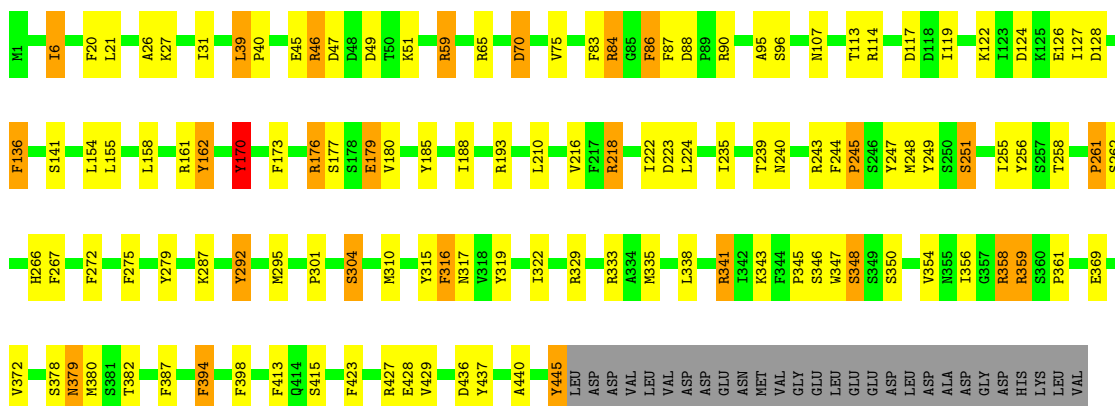 M1 I6 F20 L21 A26 K27 I31 L39 P40 E45 R46 D47 D48 D49 T50 K51 R59 R65 D70 V75 F83 R84 G85 F86 F87 D88 P89 R90 A95 S96 N107 T113 R114 D117 D118 I119 K122 I123 D124 K125 E126 I127 D128
F136 S141 L154 L155 L158 R161 Y162 Y170 F173 R176 S177 S178 E179 V180 Y185 I188 R193 L210 V216 F217 R218 I222 D223 L224 I235 T239 N240 R243 F244 P245 S246 Y247 M248 Y249 S250 S251 I255 Y256 S257 T258 P261 S262
H266 F267 F272 F275 Y279 K287 Y292 M295 P301 S304 M310 Y315 F316 N317 V318 Y319 I322 R329 R333 A334 M335 L338 R341 I342 K343 F344 P345 S346 W347 S348 S349 S350 V354 N355 I356 G357 R358 R359 S360 P361 E369
V372 S378 N379 M380 S381 T382 F387 F394 F398 F413 Q414 S415 F423 R427 E428 V429 D436 Y437 A440 Y445 LEU ASP ASP VAL LEU VAL ASP ASP GLU ASN MET VAL GLY GLU LEU GLU GLU ASP LEU ASP ALA ASP GLY ASP HIS LYS LEU VAL